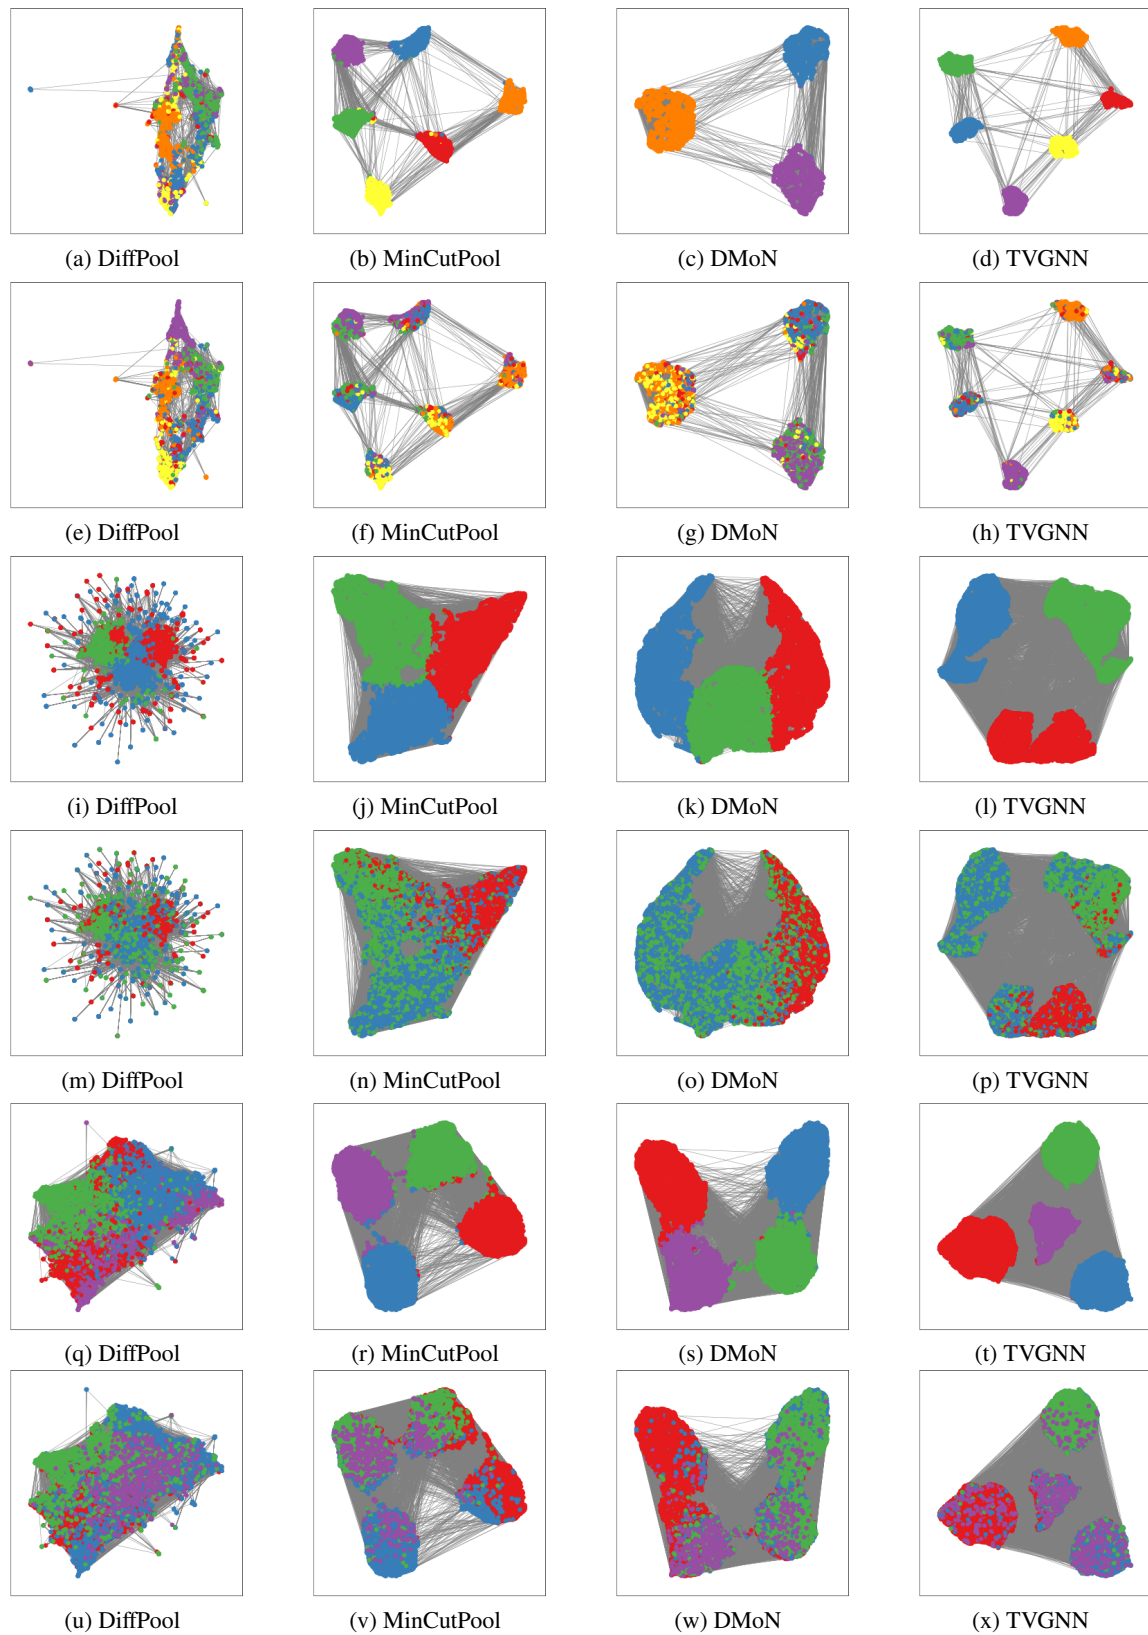 (a) DiffPool
(b) MinCutPool
(c) DMoN
(d) TVGNN
(e) DiffPool
(f) MinCutPool
(g) DMoN
(h) TVGNN
(i) DiffPool
(j) MinCutPool
(k) DMoN
(l) TVGNN
(m) DiffPool
(n) MinCutPool
(o) DMoN
(p) TVGNN
(q) DiffPool
(r) MinCutPool
(s) DMoN
(t) TVGNN
(u) DiffPool
(v) MinCutPool
(w) DMoN
(x) TVGNN